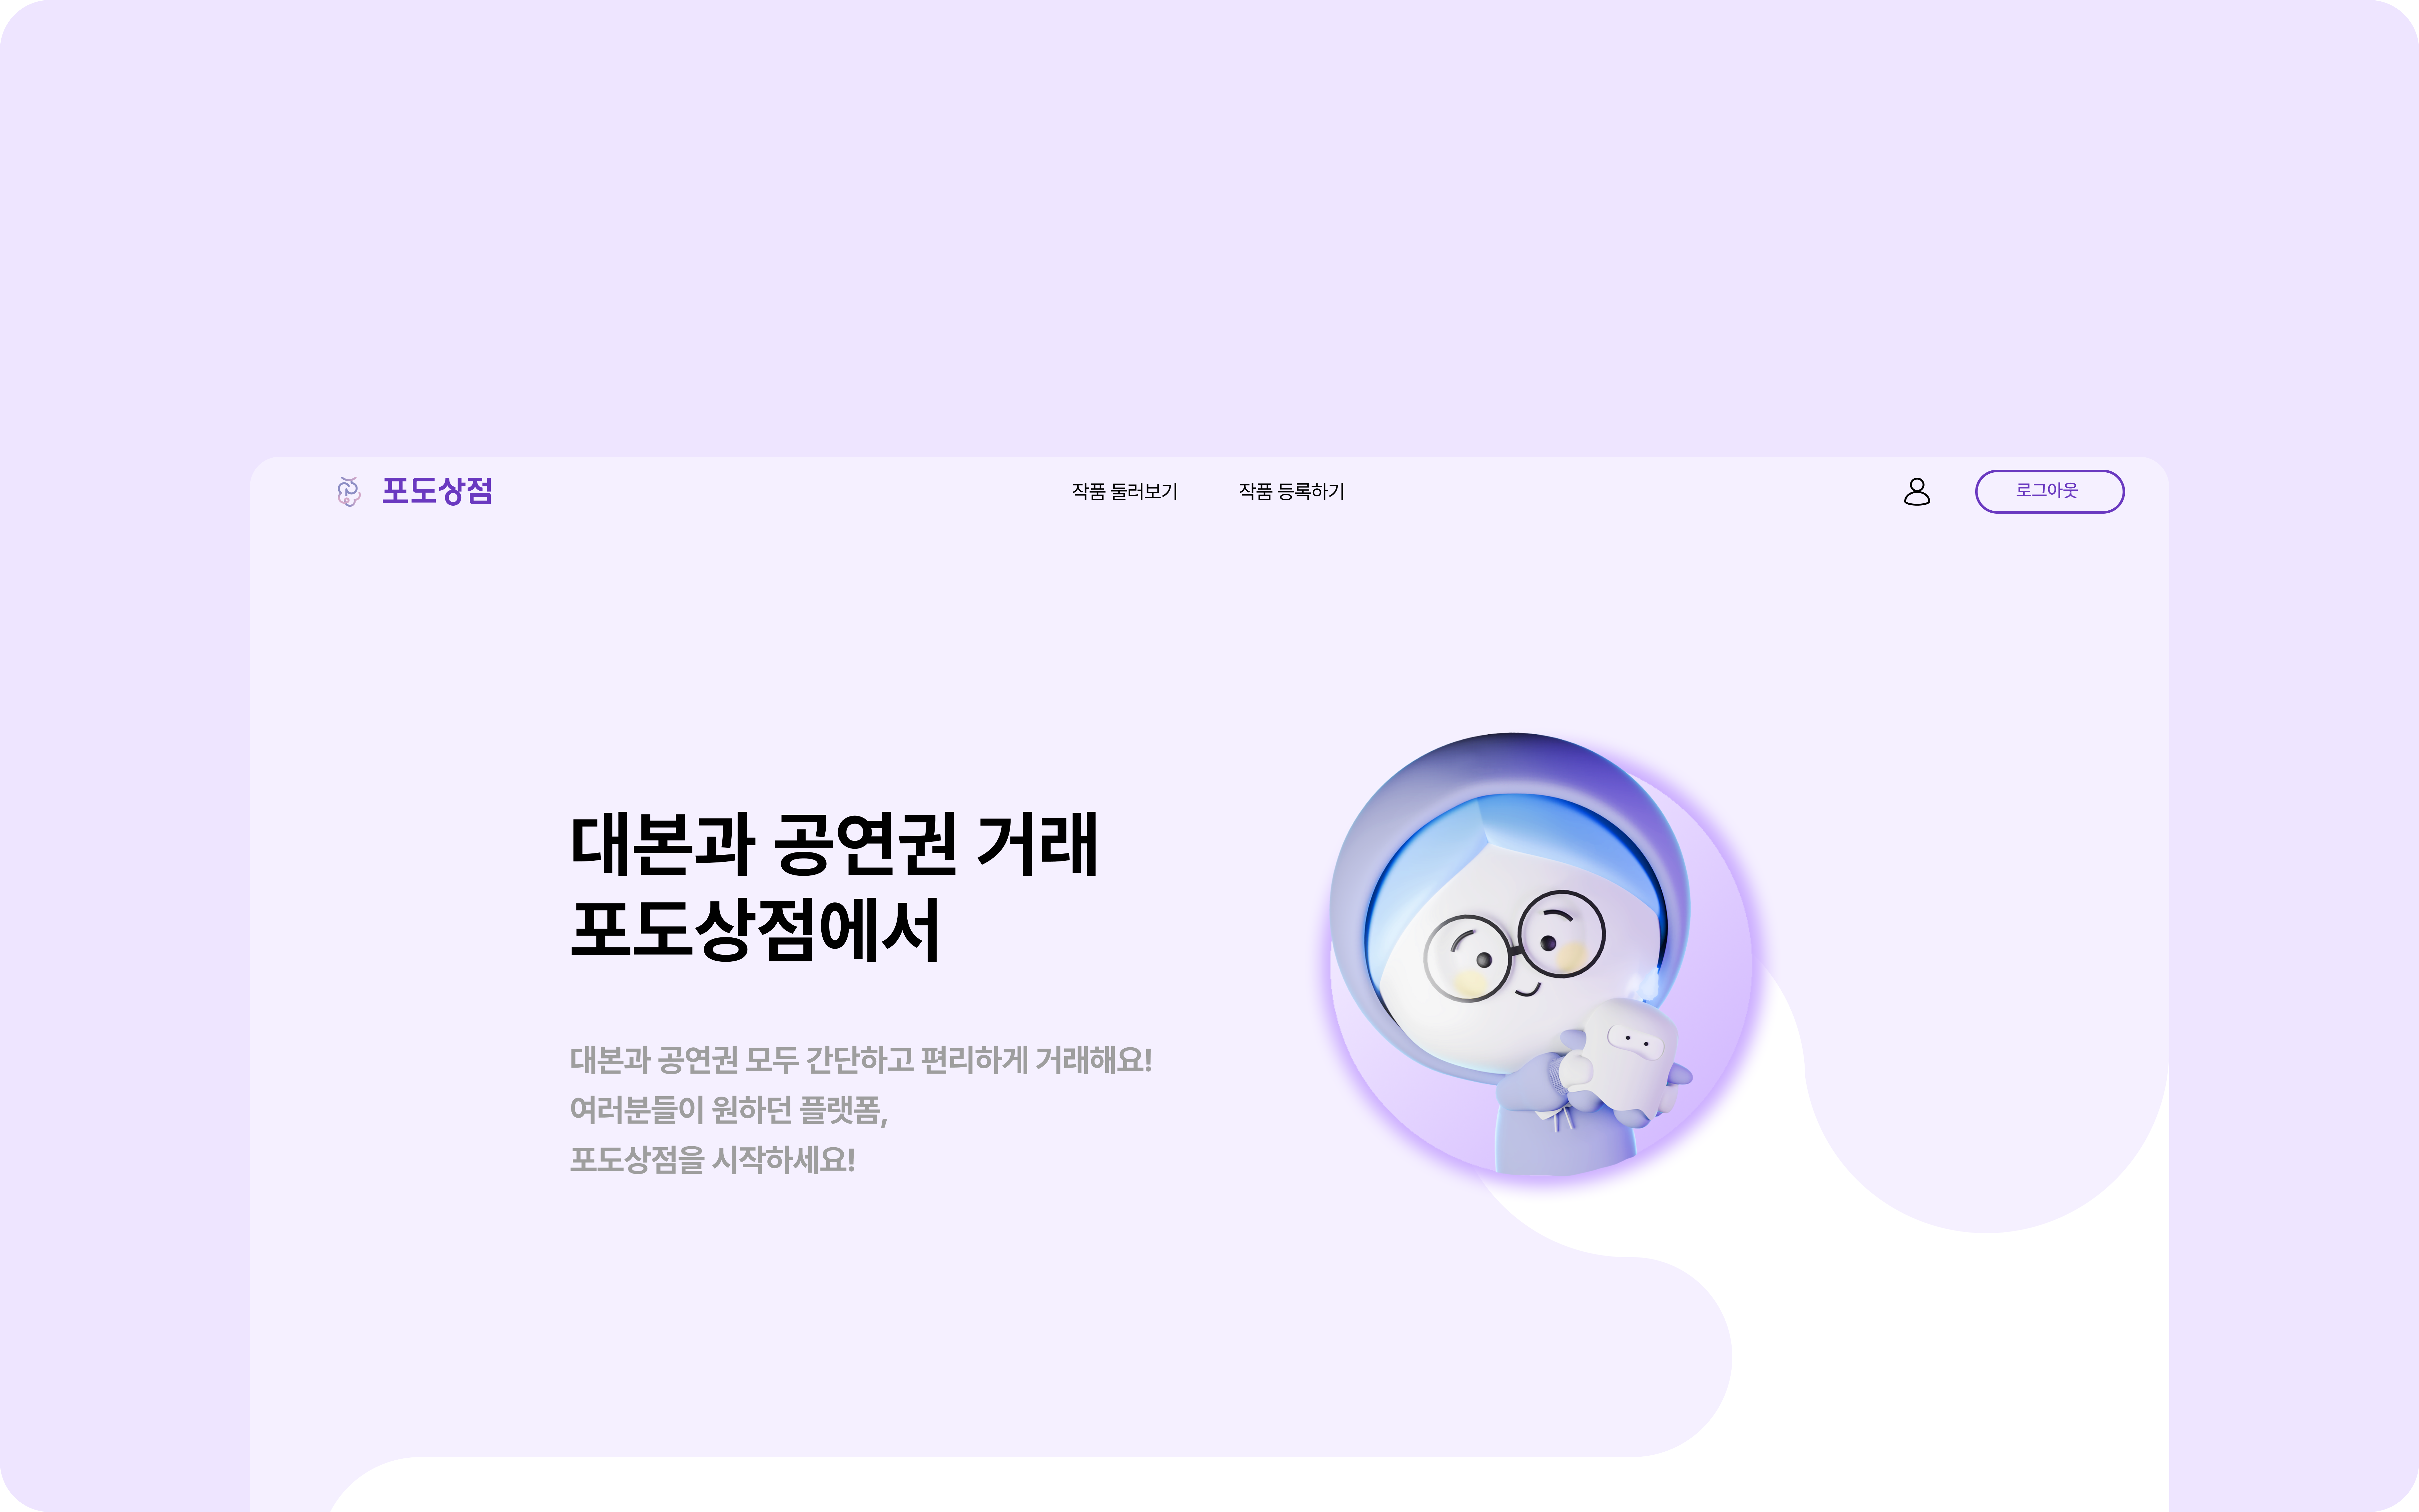 포도상점
작품 둘러보기
작품 등록하기
로그아웃
대본과 공연권 거래
포도상점에서
대본과 공연권 모두 간단하고 편리하게 거래해요!
여러분들이 원하던 플랫폼,
포도상점을 시작하세요!